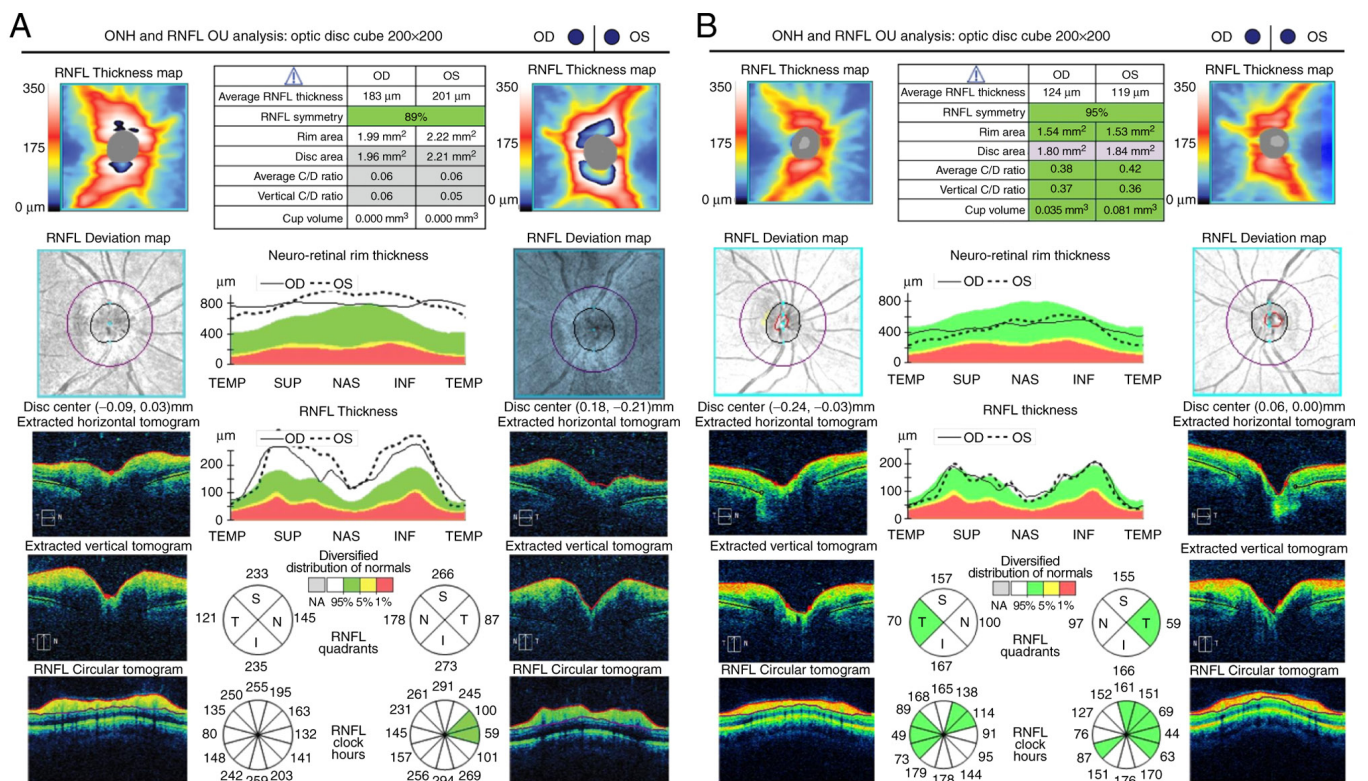 A
ONH and RNFL OU analysis: optic disc cube 200×200
OD
OS
RNFL Thickness map
350
175
0 µm
OD
OS
Average RNFL thickness
183 µm
201 µm
RNFL symmetry
89%
Rim area
1.99 mm²
2.22 mm²
Disc area
1.96 mm²
2.21 mm²
Average C/D ratio
0.06
0.06
Vertical C/D ratio
0.06
0.05
Cup volume
0.000 mm³
0.000 mm³
RNFL Thickness map
350
175
0 µm
RNFL Deviation map
Disc center (−0.09, 0.03)mm
Neuro-retinal rim thickness
µm
OD
OS
800
400
0
TEMP
SUP
NAS
INF
TEMP
RNFL Deviation map
Disc center (0.18, −0.21)mm
Extracted horizontal tomogram
T
N
RNFL Thickness
µm
OD
OS
200
100
0
TEMP
SUP
NAS
INF
TEMP
Extracted horizontal tomogram
N
T
Extracted vertical tomogram
T
N
Diversified
distribution of normals
NA
95%
5%
1%
233
S
121
T
N
145
I
235
266
S
178
N
T
87
I
273
RNFL
quadrants
Extracted vertical tomogram
N
T
RNFL Circular tomogram
255
195
163
132
141
203
259
242
148
80
135
250
RNFL
clock
hours
291
245
100
59
101
269
294
256
157
145
231
261
RNFL Circular tomogram
B
ONH and RNFL OU analysis: optic disc cube 200×200
OD
OS
RNFL Thickness map
350
175
0 µm
OD
OS
Average RNFL thickness
124 µm
119 µm
RNFL symmetry
95%
Rim area
1.54 mm²
1.53 mm²
Disc area
1.80 mm²
1.84 mm²
Average C/D ratio
0.38
0.42
Vertical C/D ratio
0.37
0.36
Cup volume
0.035 mm³
0.081 mm³
RNFL Thickness map
350
175
0 µm
RNFL Deviation map
Disc center (−0.24, −0.03)mm
Neuro-retinal rim thickness
µm
OD
OS
800
400
0
TEMP
SUP
NAS
INF
TEMP
RNFL Deviation map
Disc center (0.06, 0.00)mm
Extracted horizontal tomogram
T
N
RNFL thickness
µm
OD
OS
200
100
0
TEMP
SUP
NAS
INF
TEMP
Extracted horizontal tomogram
N
T
Extracted vertical tomogram
T
N
Diversified
distribution of normals
NA
95%
5%
1%
157
S
70
T
N
100
I
167
155
S
97
N
T
59
I
166
RNFL
quadrants
Extracted vertical tomogram
N
T
RNFL Circular tomogram
165
138
114
91
95
144
178
179
73
49
89
168
RNFL
clock
hours
161
151
69
44
63
170
176
151
87
76
127
152
RNFL Circular tomogram